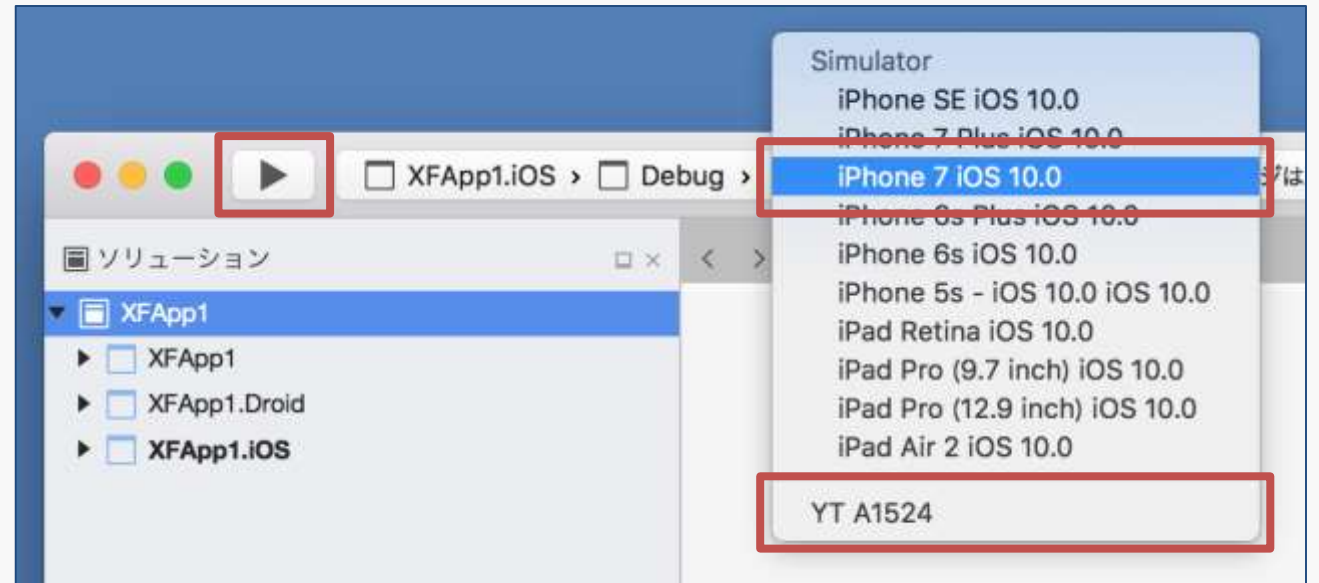 Simulator
iPhone SE iOS 10.0
iPhone 7 Plus iOS 10.0
XFApp1.iOS › Debug ›
iPhone 7 iOS 10.0
ジは
iPhone 6s Plus iOS 10.0
ソリューション
iPhone 6s iOS 10.0
iPhone 5s - iOS 10.0 iOS 10.0
XFApp1
iPad Retina iOS 10.0
XFApp1
iPad Pro (9.7 inch) iOS 10.0
XFApp1.Droid
iPad Pro (12.9 inch) iOS 10.0
XFApp1.iOS
iPad Air 2 iOS 10.0
YT A1524